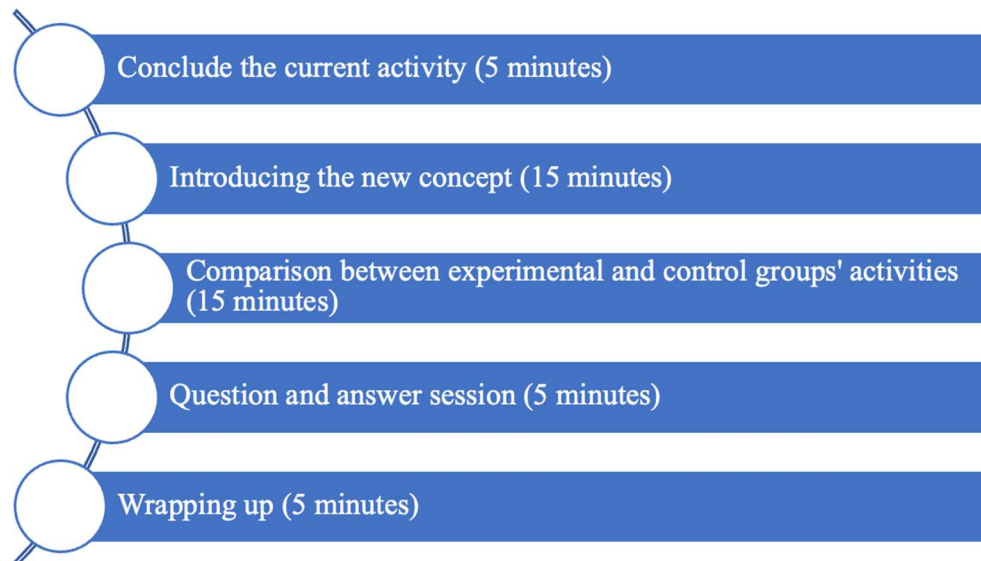 Conclude the current activity (5 minutes)
Introducing the new concept (15 minutes)
Comparison between experimental and control groups' activities
(15 minutes)
Question and answer session (5 minutes)
Wrapping up (5 minutes)